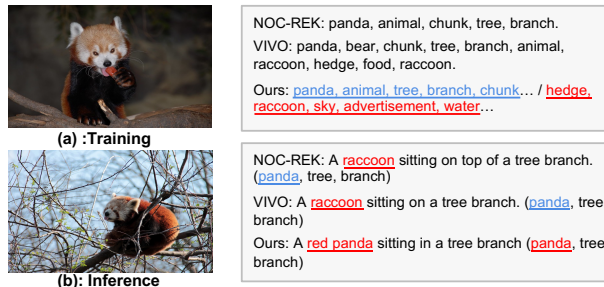 NOC-REK: panda, animal, chunk, tree, branch.
VIVO: panda, bear, chunk, tree, branch, animal,
raccoon, hedge, food, raccoon.
Ours: panda, animal, tree, branch, chunk… / hedge,
raccoon, sky, advertisement, water…
(a) :Training
NOC-REK: A raccoon sitting on top of a tree branch.
(panda, tree, branch)
VIVO: A raccoon sitting on a tree branch. (panda, tree
branch)
Ours: A red panda sitting in a tree branch (panda, tree
branch)
(b): Inference